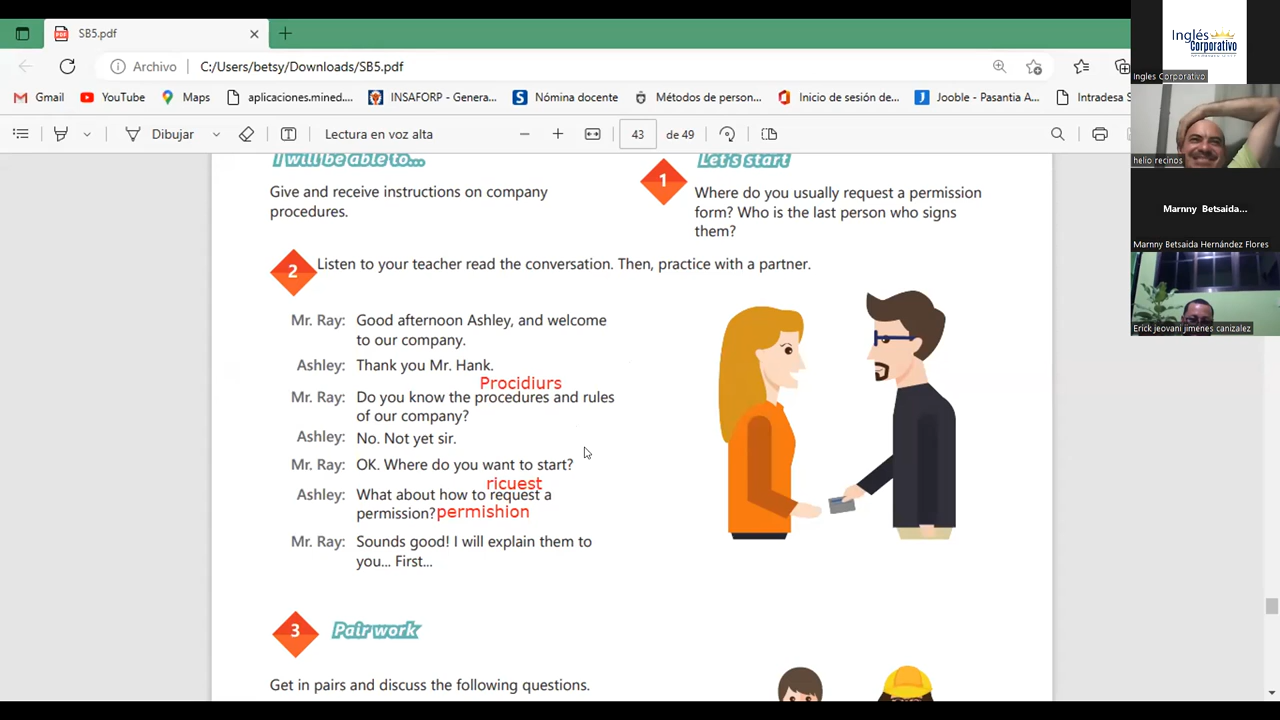 SB5.pdf
Archivo
C:/Users/betsy/Downloads/SB5.pdf
Gmail
YouTube
Maps
aplicaciones.mined....
INSAFORP - Genera...
Nómina docente
Métodos de person...
Inicio de sesión de...
Jooble - Pasantia A...
Intradesa S
Dibujar
Lectura en voz alta
43
de 49
I will be able to...
Give and receive instructions on company
procedures.
1
Let's start
Where do you usually request a permission
form? Who is the last person who signs
them?
2
Listen to your teacher read the conversation. Then, practice with a partner.
Mr. Ray: Good afternoon Ashley, and welcome
to our company.
Ashley: Thank you Mr. Hank.
Procidiurs
Mr. Ray: Do you know the procedures and rules
of our company?
Ashley: No. Not yet sir.
Mr. Ray: OK. Where do you want to start?
ricuest
Ashley: What about how to request a
permission? permishion
Mr. Ray: Sounds good! I will explain them to
you... First...
3
Pair work
Get in pairs and discuss the following questions.
Inglés
Corporativo
Ingles Corporativo
helio recinos
Marnny Betsaida...
Marnny Betsaida Hernández Flores
Erick jeovani jimenes canizalez